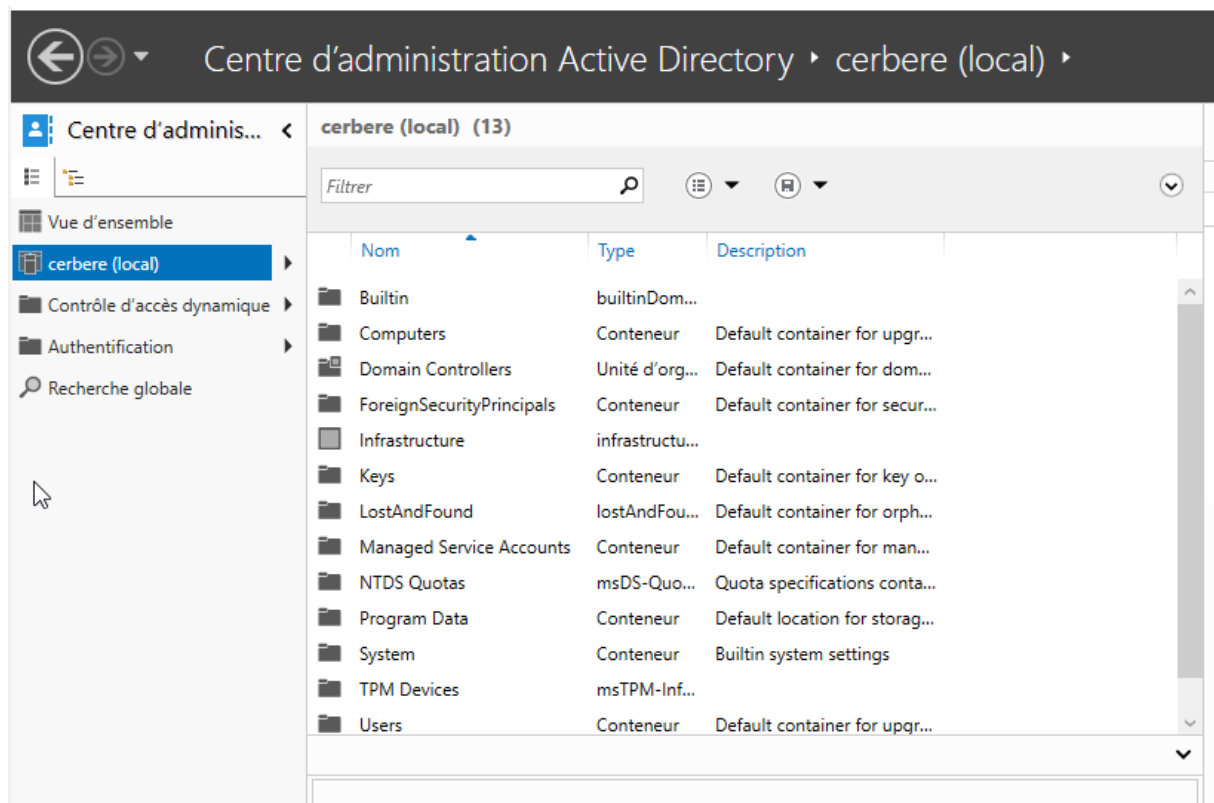 Centre d'administration Active Directory ‣ cerbere (local) ‣
Centre d'adminis...
Vue d'ensemble
cerbere (local)
Contrôle d'accès dynamique
Authentification
Recherche globale
cerbere (local) (13)
Filtrer
Nom Type Description
Builtin builtinDom...
Computers Conteneur Default container for upgr...
Domain Controllers Unité d'org... Default container for dom...
ForeignSecurityPrincipals Conteneur Default container for secur...
Infrastructure infrastructu...
Keys Conteneur Default container for key o...
LostAndFound lostAndFou... Default container for orph...
Managed Service Accounts Conteneur Default container for man...
NTDS Quotas msDS-Quo... Quota specifications conta...
Program Data Conteneur Default location for storag...
System Conteneur Builtin system settings
TPM Devices msTPM-Inf...
Users Conteneur Default container for upgr...